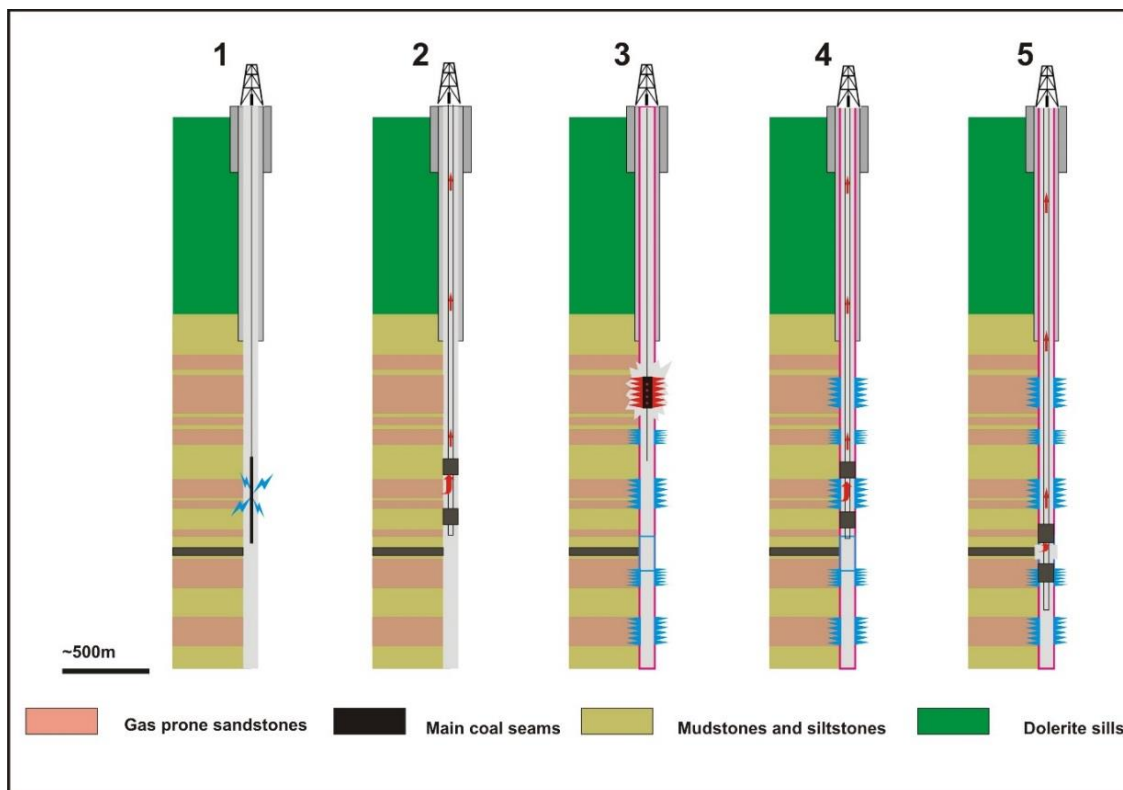 1 2 3 4 5
~500m
Gas prone sandstones Main coal seams Mudstones and siltstones Dolerite sills